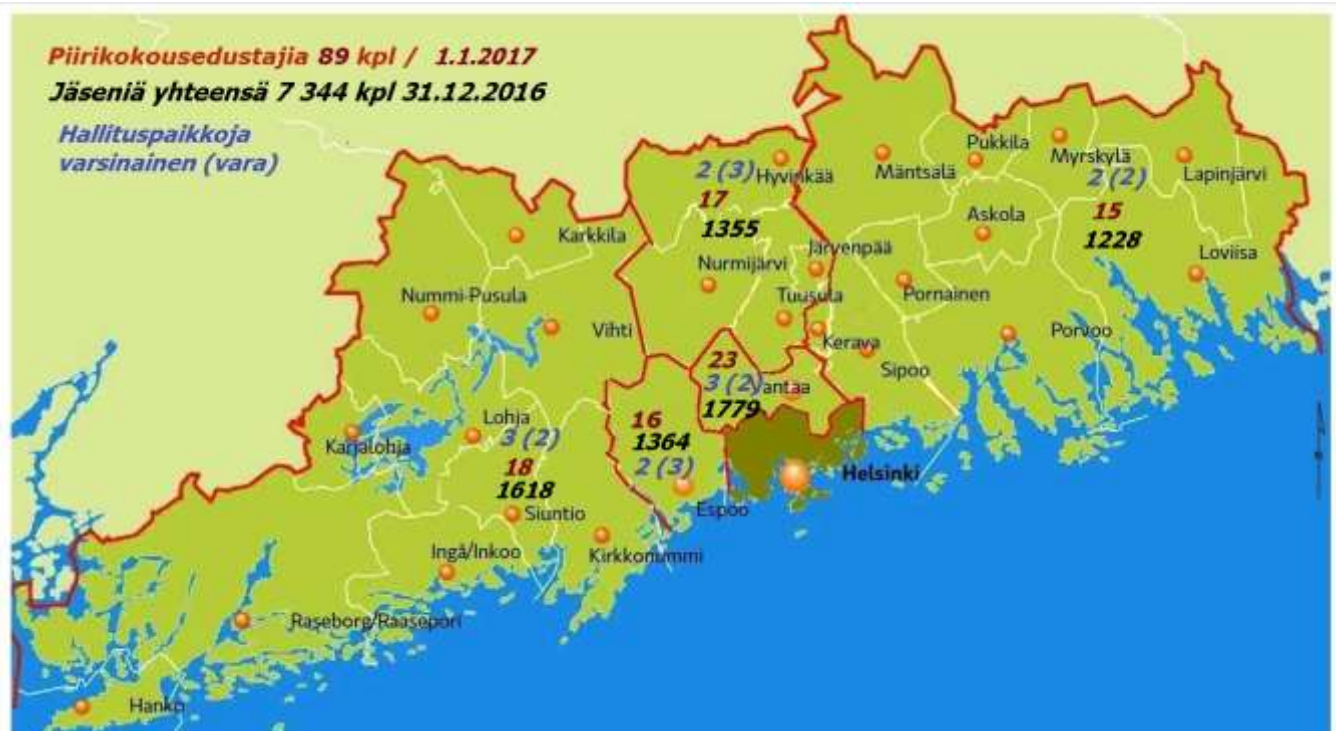 Piirikokousedustajia 89 kpl / 1.1.2017
Jäseniä yhteensä 7 344 kpl 31.12.2016
Hallituspaikkoja
varsinainen (vara)
Pukkila
Myrskylä
Mäntsälä
Lapinjärvi
2 (3)
Hyvinkää
2 (2)
17
15
1355
1228
Askola
Karkkila
Järvenpää
Loviisa
Nurmijärvi
Nummi-Pusula
Tuusula
Pornainen
Vihti
Kerava
Porvoo
Sipoo
23
3 (2)
Vantaa
1779
Lohja
3 (2)
16
1364
2 (3)
Karjalohja
18
1618
Helsinki
Siuntio
Espoo
Ingå/Inkoo
Kirkkonummi
Raseborg/Raasepori
Hanko